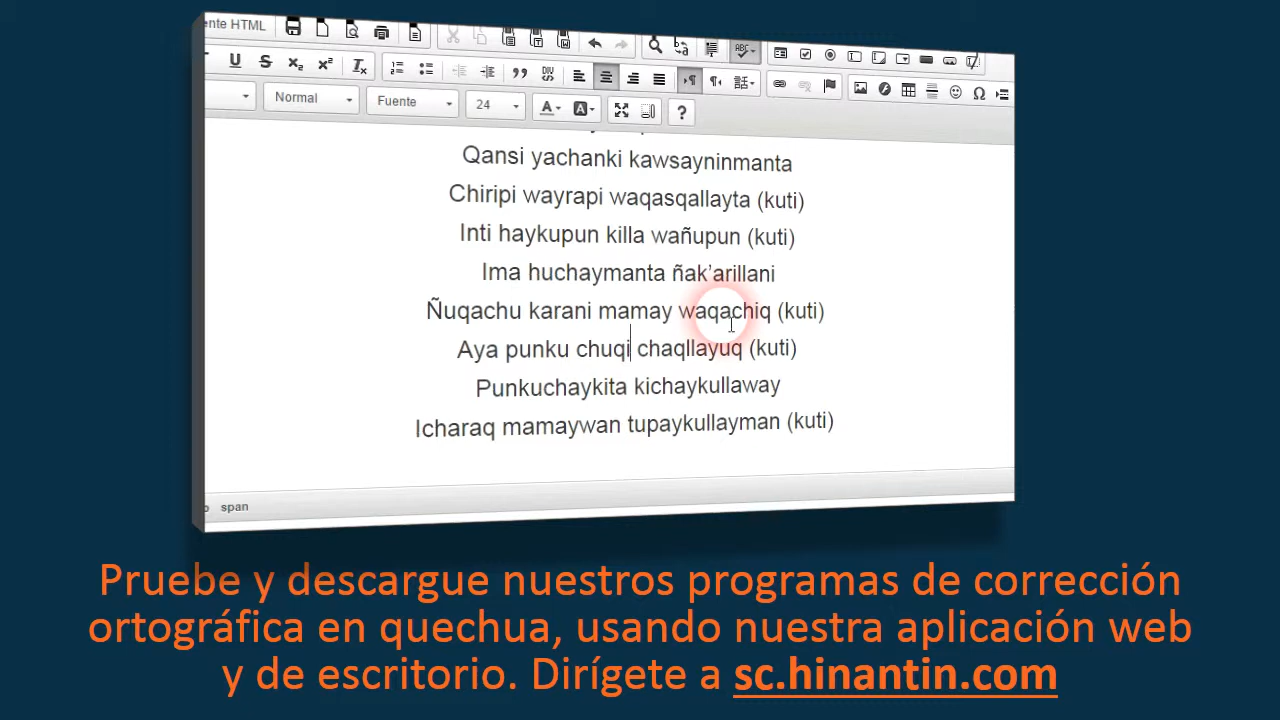 ente HTML
Normal
Fuente
24
Qansi yachanki kawsayninmanta
Chiripi wayrapi waqasqallayta (kuti)
Inti haykupun killa wañupun (kuti)
Ima huchaymanta ñak’arillani
Ñuqachu karani mamay waqachiq (kuti)
Aya punku chuqi chaqllayuq (kuti)
Punkuchaykita kichaykullaway
Icharaq mamaywan tupaykullayman (kuti)
span
Pruebe y descargue nuestros programas de corrección
ortográfica en quechua, usando nuestra aplicación web
y de escritorio. Dirígete a sc.hinantin.com